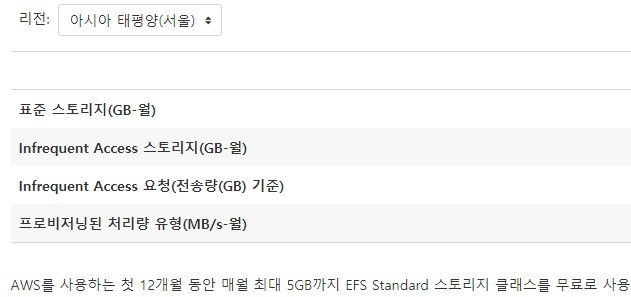 리전: 아시아 태평양(서울)
표준 스토리지(GB-월)
Infrequent Access 스토리지(GB-월)
Infrequent Access 요청(전송량(GB) 기준)
프로비저닝된 처리량 유형(MB/s-월)
AWS를 사용하는 첫 12개월 동안 매월 최대 5GB까지 EFS Standard 스토리지 클래스를 무료로 사용